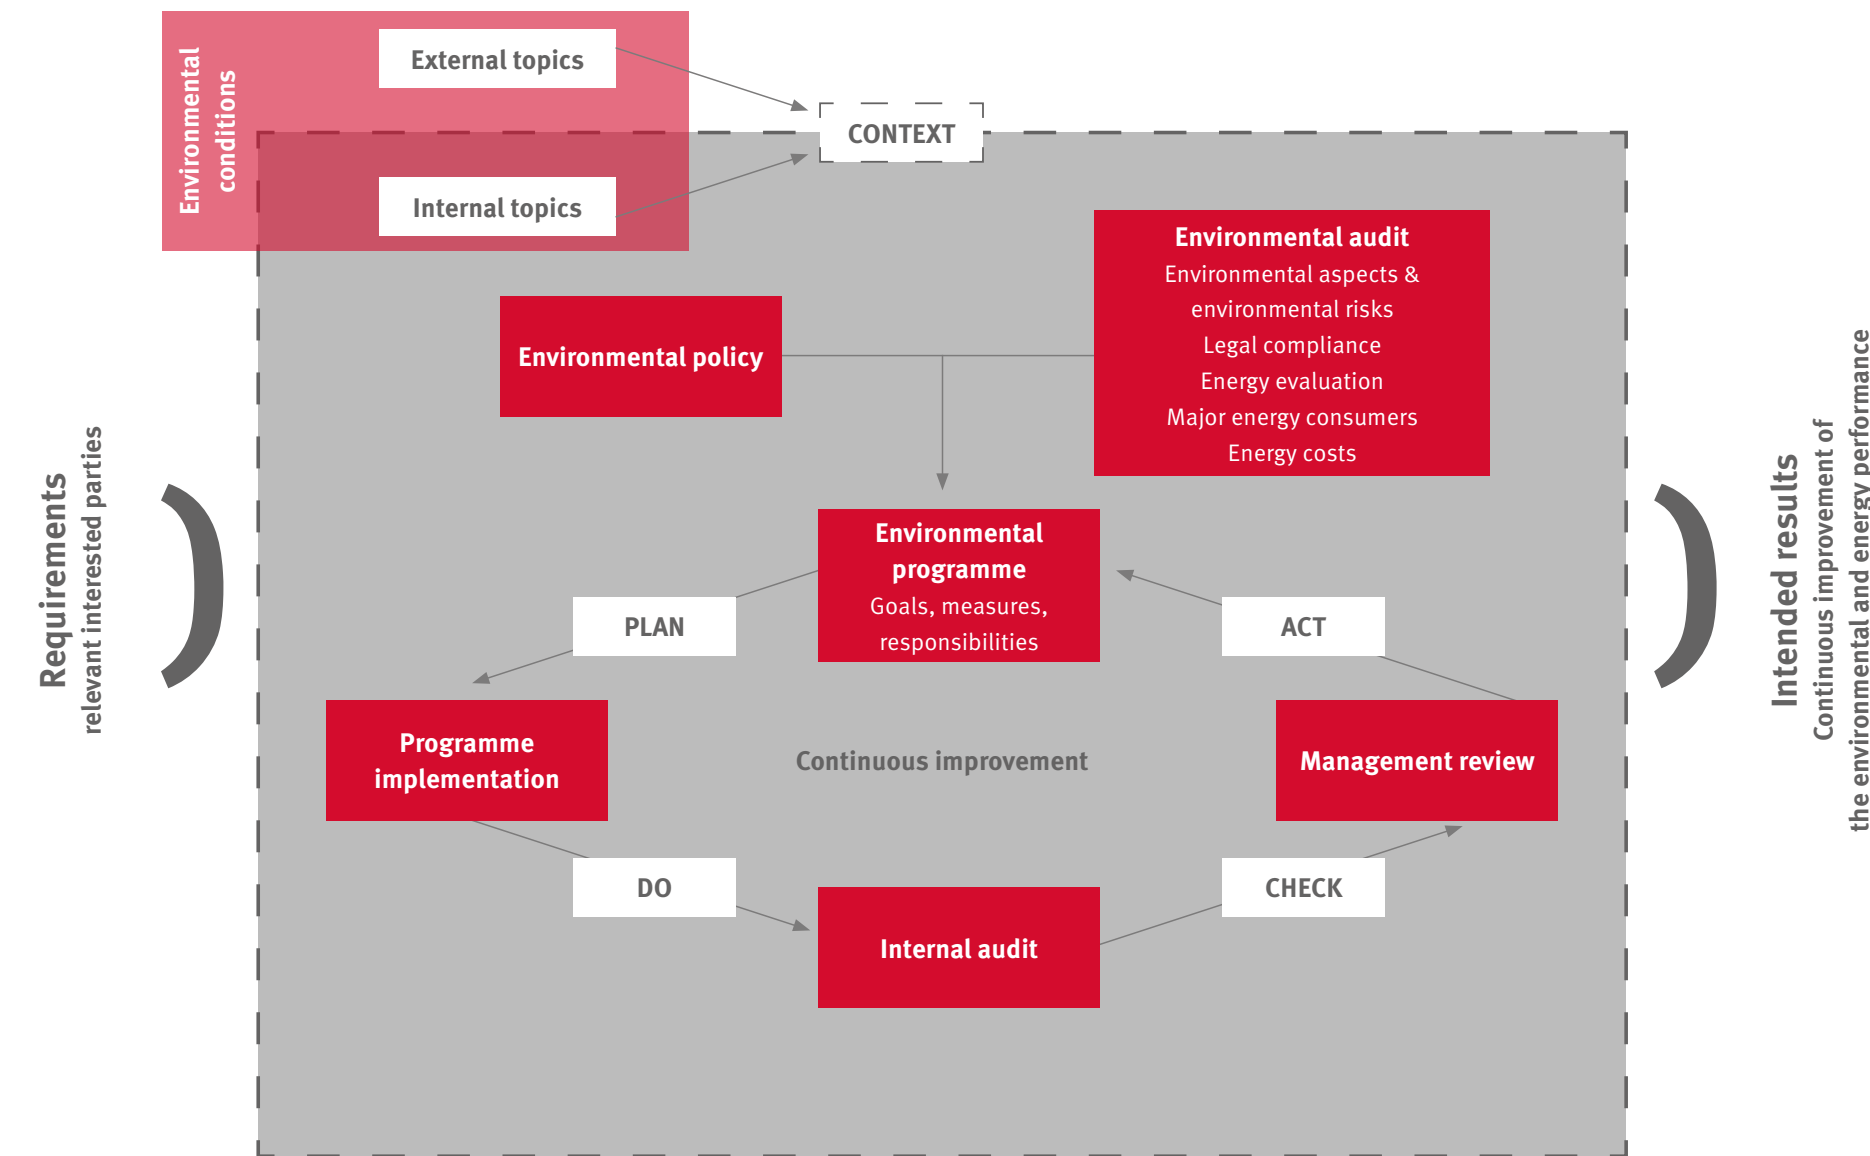 Environmental
conditions
External topics
CONTEXT
Internal topics
Environmental audit
Environmental aspects &
environmental risks
Legal compliance
Energy evaluation
Major energy consumers
Energy costs
Environmental policy
Requirements
relevant interested parties
Environmental
programme
Goals, measures,
responsibilities
PLAN
ACT
Programme
implementation
Continuous improvement
Management review
DO
CHECK
Internal audit
Intended results
Continuous improvement of
the environmental and energy performance